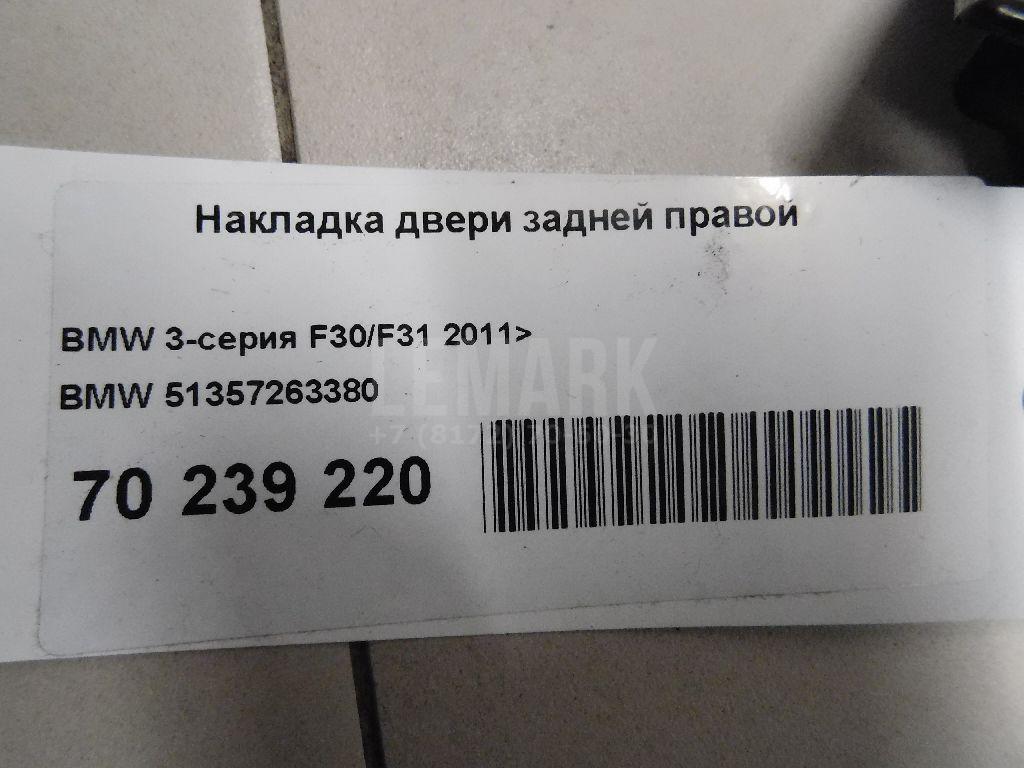 Накладка двери задней правой
BMW 3-серия F30/F31 2011>
LEMARK
BMW 51357263380
70 239 220